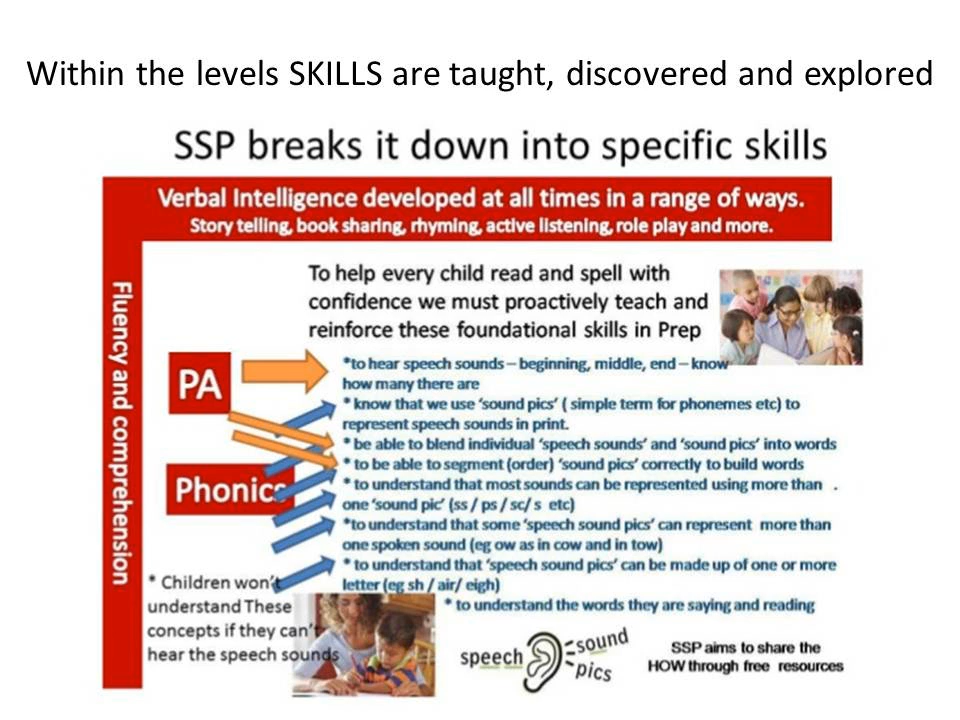 Within the levels SKILLS are taught, discovered and explored
SSP breaks it down into specific skills
Verbal Intelligence developed at all times in a range of ways.
Story telling, book sharing, rhyming, active listening, role play and more.
Fluency and comprehension
To help every child read and spell with
confidence we must proactively teach and
reinforce these foundational skills in Prep
PA
Phonics
*to hear speech sounds – beginning, middle, end – know
how many there are
* know that we use ‘sound pics’ ( simple term for phonemes etc) to
represent speech sounds in print.
* be able to blend individual ‘speech sounds’ and ‘sound pics’ into words
* to be able to segment (order) ‘sound pics’ correctly to build words
* to understand that most sounds can be represented using more than .
one ‘sound pic’ (ss / ps / sc/ s etc)
*to understand that some ‘speech sound pics’ can represent more than
one spoken sound (eg ow as in cow and in tow)
* to understand that ‘speech sound pics’ can be made up of one or more
letter (eg sh / air/ eigh)
* to understand the words they are saying and reading
* Children won’t
understand These
concepts if they can’t
hear the speech sounds
speech sound
pics
SSP aims to share the
HOW through free resources